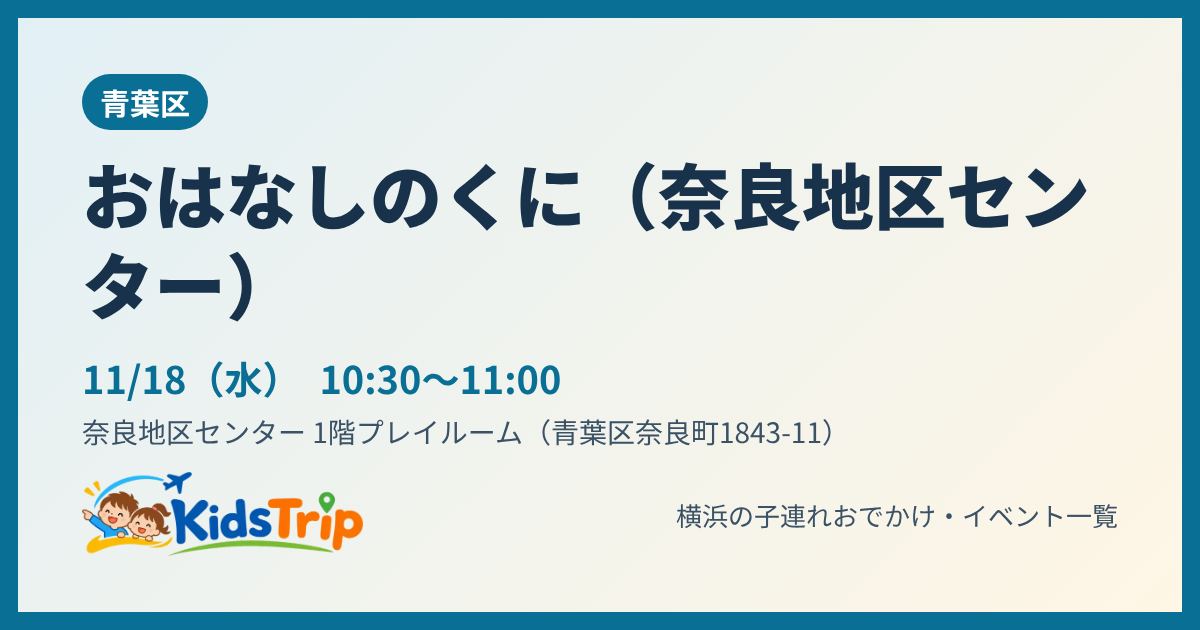 青葉区
おはなしのくに（奈良地区セン
ター）
11/18（水） 10:30〜11:00
奈良地区センター 1階プレイルーム（青葉区奈良町1843-11）
KidsTrip
横浜の子連れおでかけ・イベント一覧